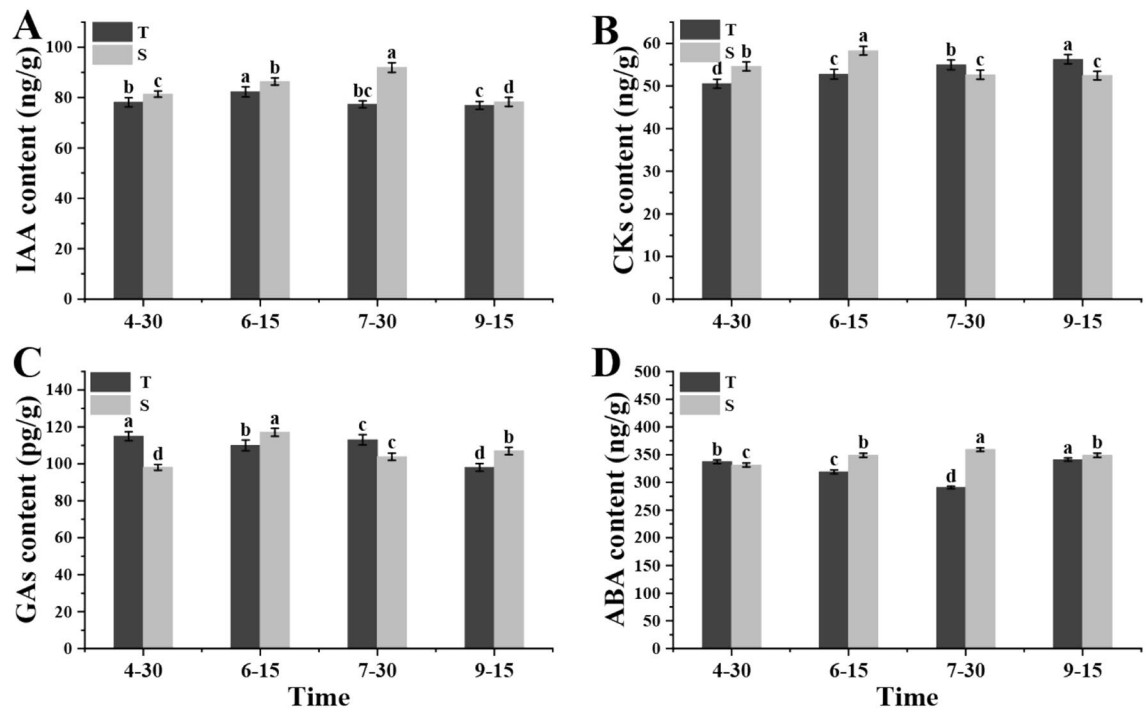 A
T
S
IAA content (ng/g)
100
80
60
40
20
0
b c a b bc a c d
4-30 6-15 7-30 9-15
B
T
S
CKs content (ng/g)
60
50
40
30
20
10
0
d b c a b c a c
4-30 6-15 7-30 9-15
C
T
S
GAs content (pg/g)
140
120
100
80
60
40
20
0
a d b a c c d b
4-30 6-15 7-30 9-15
Time
D
T
S
ABA content (ng/g)
500
450
400
350
300
250
200
150
100
50
0
b c c b d a a b
4-30 6-15 7-30 9-15
Time